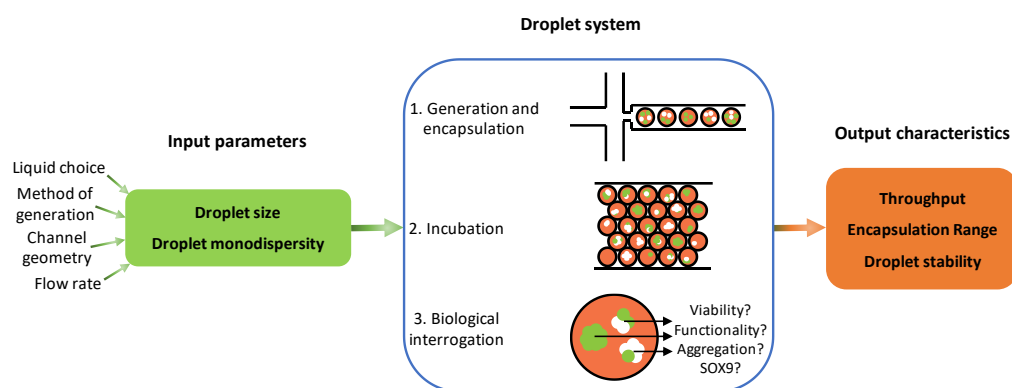 Droplet system
Input parameters
Liquid choice
Method of
generation
Channel
geometry
Flow rate
Droplet size
Droplet monodispersity
1. Generation and
encapsulation
2. Incubation
3. Biological
interrogation
Viability?
Functionality?
Aggregation?
SOX9?
Output characteristics
Throughput
Encapsulation Range
Droplet stability